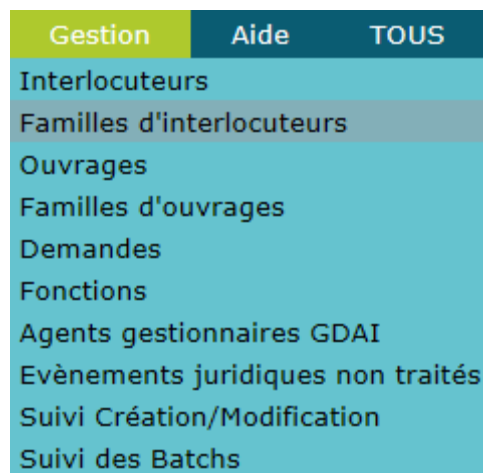 Gestion Aide TOUS
Interlocuteurs
Familles d'interlocuteurs
Ouvrages
Familles d'ouvrages
Demandes
Fonctions
Agents gestionnaires GDAI
Evènements juridiques non traités
Suivi Création/Modification
Suivi des Batchs